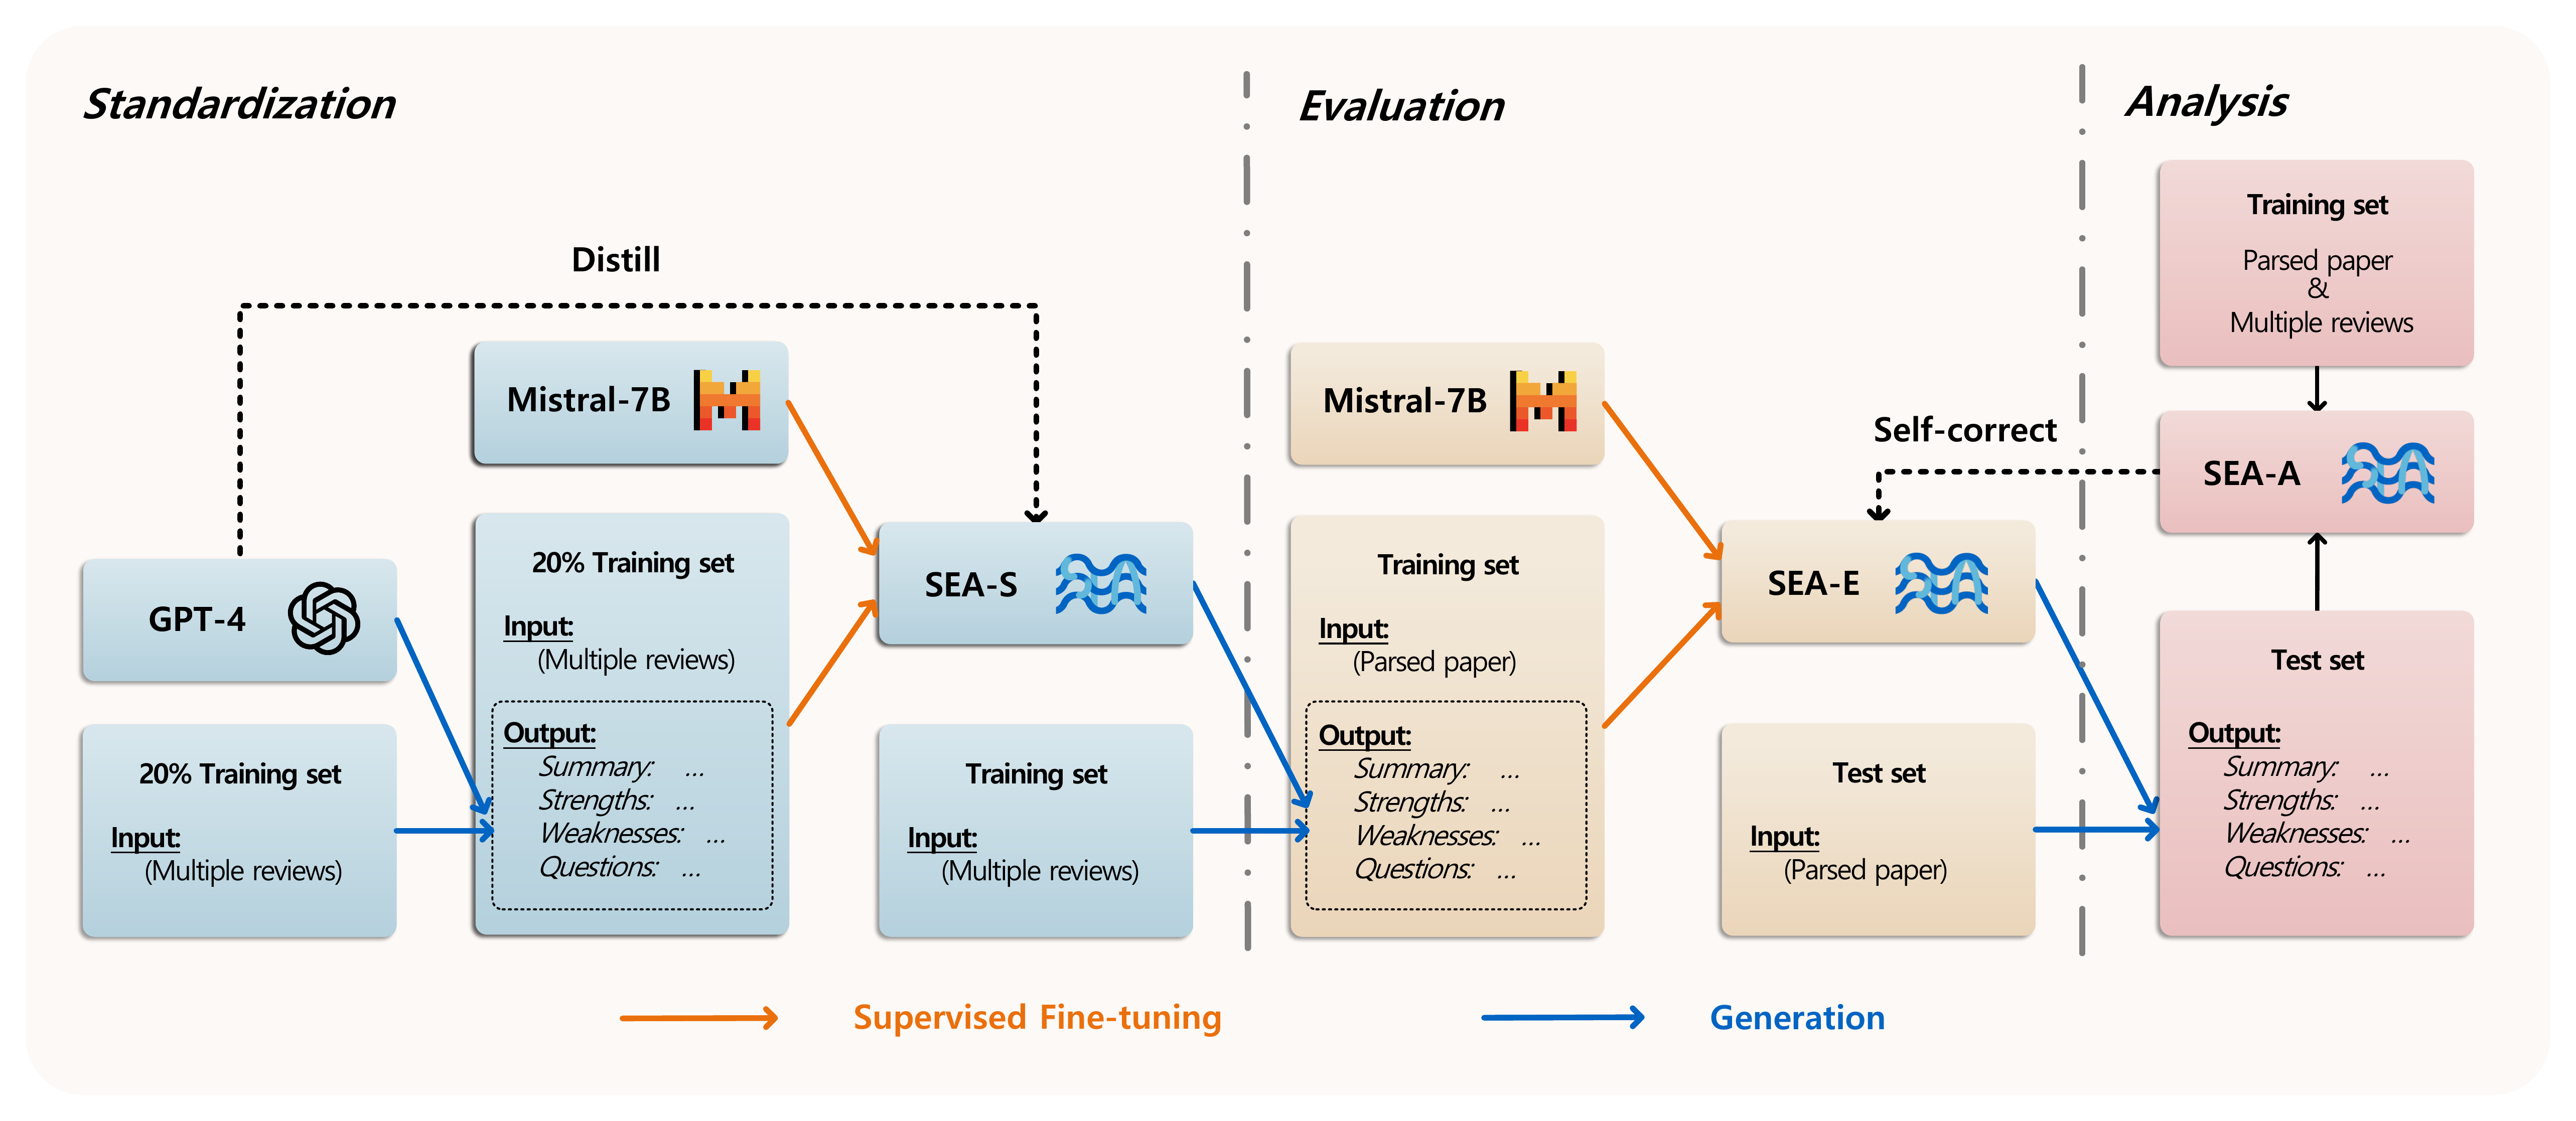 Standardization
Distill
Mistral-7B
GPT-4
20% Training set
Input:
(Multiple reviews)
20% Training set
Input:
(Multiple reviews)
Output:
Summary: ...
Strengths: ...
Weaknesses: ...
Questions: ...
SEA-S
Training set
Input:
(Multiple reviews)
Evaluation
Mistral-7B
Training set
Input:
(Parsed paper)
Output:
Summary: ...
Strengths: ...
Weaknesses: ...
Questions: ...
Self-correct
SEA-E
Test set
Input:
(Parsed paper)
Analysis
Training set
Parsed paper
&
Multiple reviews
SEA-A
Test set
Output:
Summary: ...
Strengths: ...
Weaknesses: ...
Questions: ...
Supervised Fine-tuning
Generation